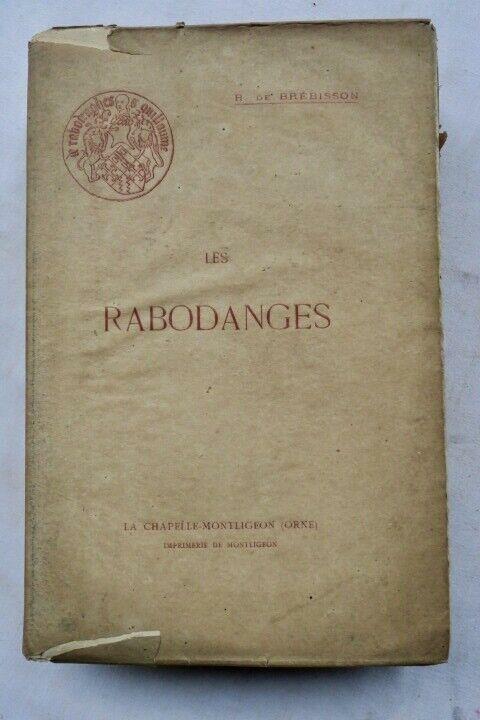 R. DE BRÉBISSON
LES
RABODANGES
LA CHAPELLE-MONTLIGEON (ORNE)
IMPRIMERIE DE MONTLIGEON